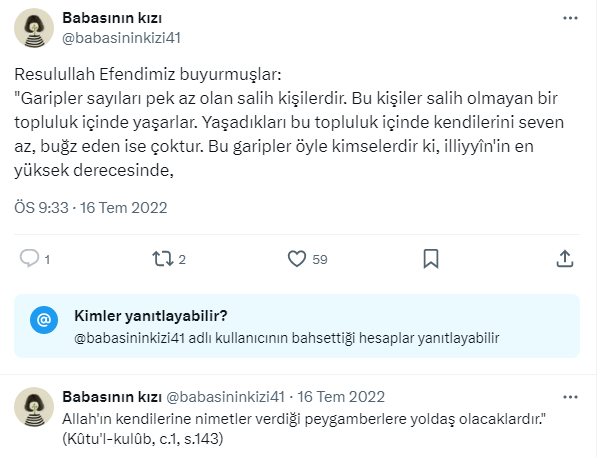 Babasının kızı
@babasininkizi41
Resulullah Efendimiz buyurmuşlar:
"Garipler sayıları pek az olan salih kişilerdir. Bu kişiler salih olmayan bir
topluluk içinde yaşarlar. Yaşadıkları bu topluluk içinde kendilerini seven
az, buğz eden ise çoktur. Bu garipler öyle kimselerdir ki, illiyyîn'in en
yüksek derecesinde,
ÖS 9:33 · 16 Tem 2022
1 2 59
@ Kimler yanıtlayabilir?
@babasininkizi41 adlı kullanıcının bahsettiği hesaplar yanıtlayabilir
Babasının kızı @babasininkizi41 · 16 Tem 2022
Allah'ın kendilerine nimetler verdiği peygamberlere yoldaş olacaklardır."
(Kûtu'l-kulûb, c.1, s.143)